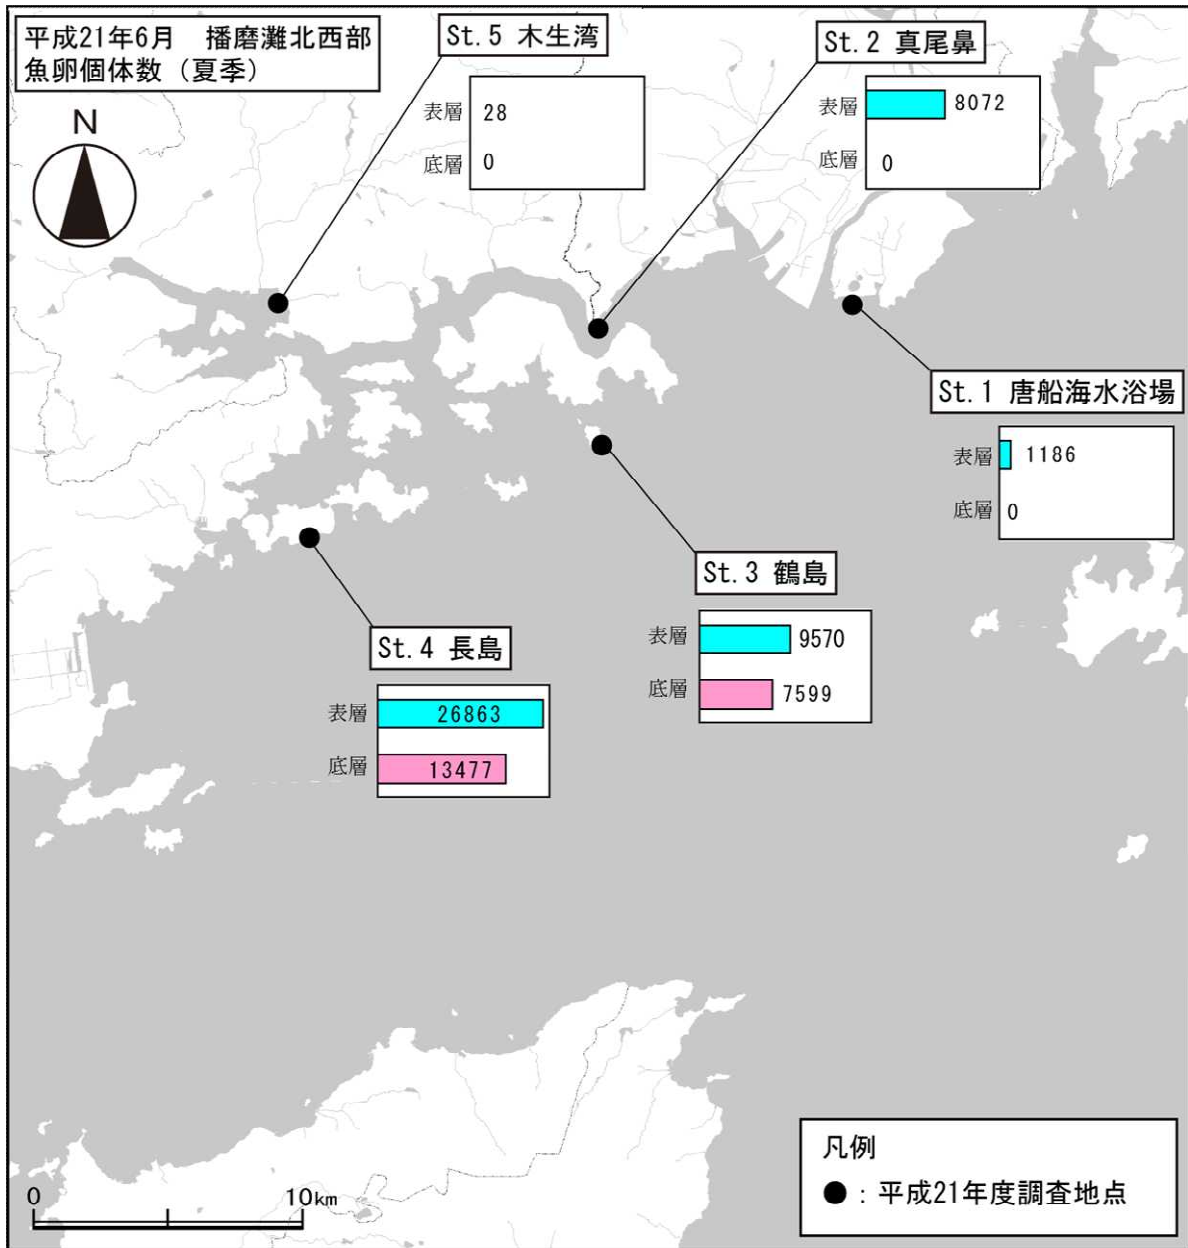 平成21年6月　播磨灘北西部
魚卵個体数（夏季）
N
St.5 木生湾
表層 28
底層 0
St.2 真尾鼻
表層 8072
底層 0
St.1 唐船海水浴場
表層 1186
底層 0
St.3 鶴島
表層 9570
底層 7599
St.4 長島
表層 26863
底層 13477
0 10km
凡例
●：平成21年度調査地点